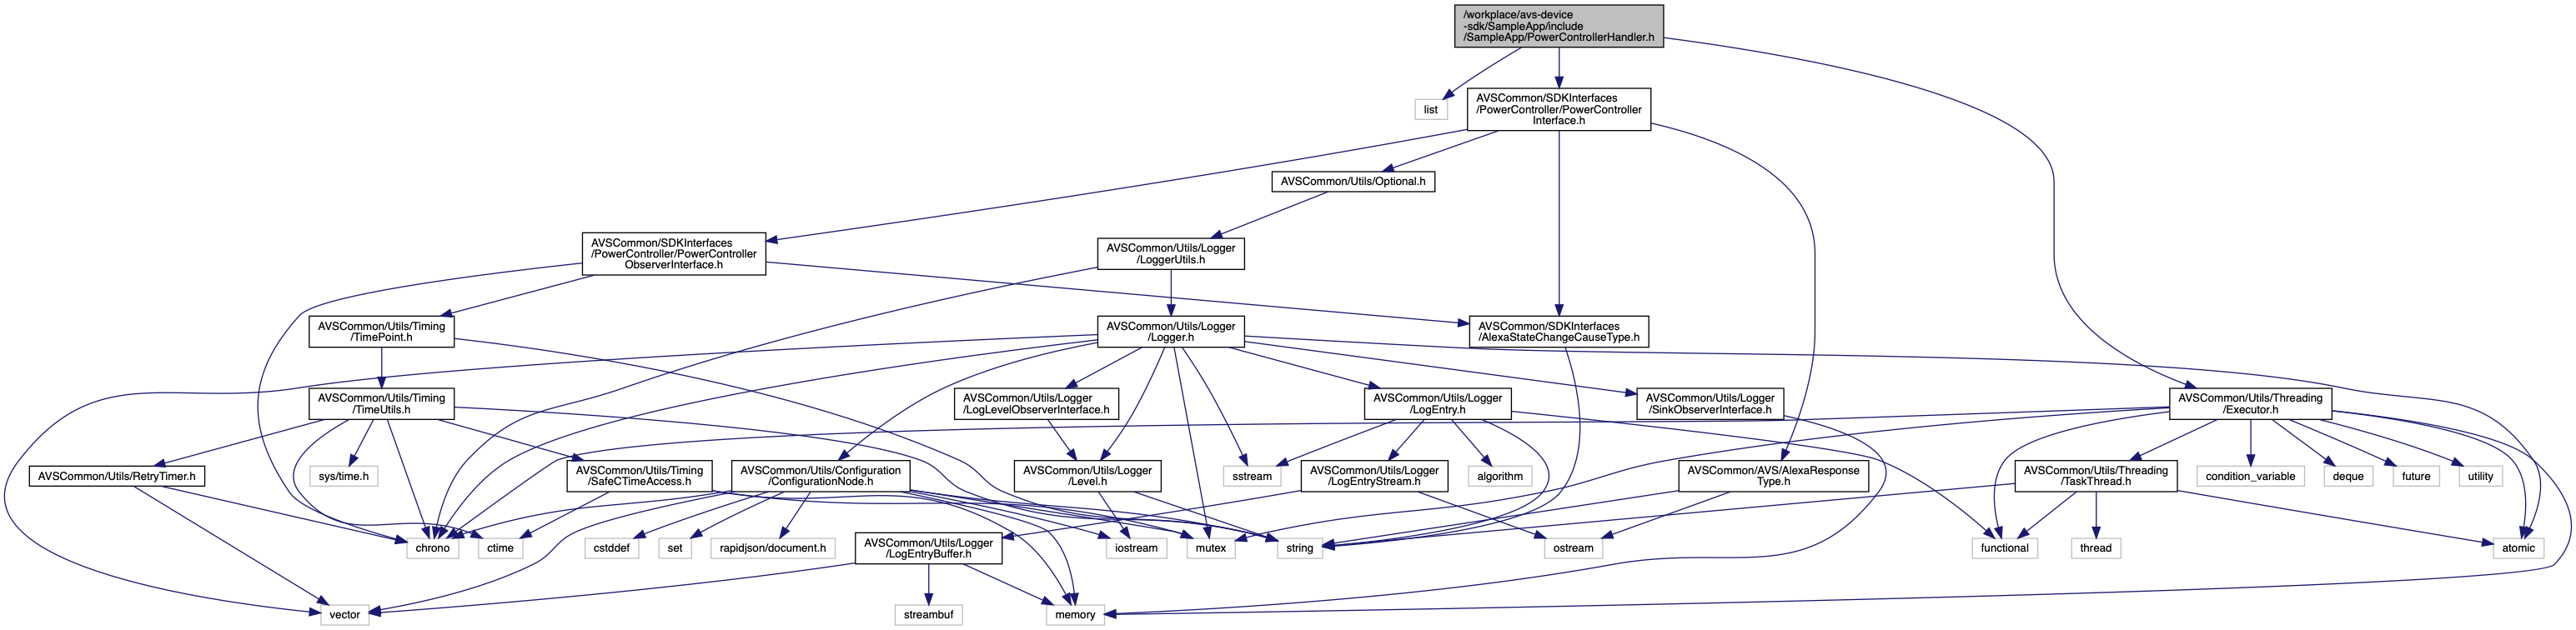 /workplace/avs-device
-sdk/SampleApp/include
/SampleApp/PowerControllerHandler.h
list
AVSCommon/SDKInterfaces
/PowerController/PowerController
Interface.h
AVSCommon/Utils/Optional.h
AVSCommon/SDKInterfaces
/PowerController/PowerController
ObserverInterface.h
AVSCommon/Utils/Logger
/LoggerUtils.h
AVSCommon/Utils/Timing
/TimePoint.h
AVSCommon/Utils/Logger
/Logger.h
AVSCommon/SDKInterfaces
/AlexaStateChangeCauseType.h
AVSCommon/Utils/Timing
/TimeUtils.h
AVSCommon/Utils/Logger
/LogLevelObserverInterface.h
AVSCommon/Utils/Logger
/LogEntry.h
AVSCommon/Utils/Logger
/SinkObserverInterface.h
AVSCommon/Utils/Threading
/Executor.h
AVSCommon/Utils/RetryTimer.h
sys/time.h
AVSCommon/Utils/Timing
/SafeCTimeAccess.h
AVSCommon/Utils/Configuration
/ConfigurationNode.h
AVSCommon/Utils/Logger
/Level.h
sstream
AVSCommon/Utils/Logger
/LogEntryStream.h
algorithm
AVSCommon/AVS/AlexaResponse
Type.h
AVSCommon/Utils/Threading
/TaskThread.h
condition_variable
deque
future
utility
chrono
ctime
cstddef
set
rapidjson/document.h
AVSCommon/Utils/Logger
/LogEntryBuffer.h
iostream
mutex
string
ostream
functional
thread
atomic
vector
streambuf
memory